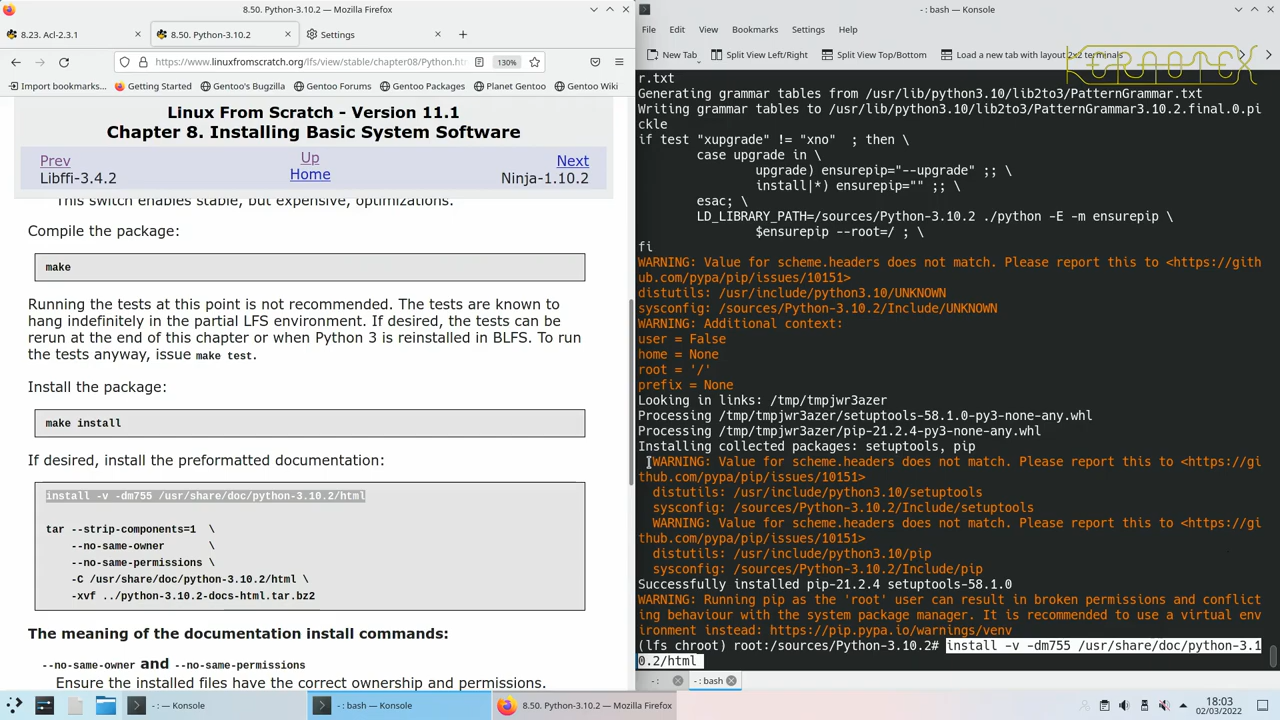 8.50. Python-3.10.2 — Mozilla Firefox
8.23. Acl-2.3.1
8.50. Python-3.10.2
Settings
https://www.linuxfromscratch.org/lfs/view/stable/chapter08/Python.ht
130%
Import bookmarks...
Getting Started
Gentoo's Bugzilla
Gentoo Forums
Gentoo Packages
Planet Gentoo
Gentoo Wiki
Linux From Scratch - Version 11.1
Chapter 8. Installing Basic System Software
Prev
Up
Next
Libffi-3.4.2
Home
Ninja-1.10.2
This switch enables stable, but expensive, optimizations.
Compile the package:
make
Running the tests at this point is not recommended. The tests are known to
hang indefinitely in the partial LFS environment. If desired, the tests can be
rerun at the end of this chapter or when Python 3 is reinstalled in BLFS. To run
the tests anyway, issue make test.
Install the package:
make install
If desired, install the preformatted documentation:
install -v -dm755 /usr/share/doc/python-3.10.2/html
tar --strip-components=1 \
--no-same-owner \
--no-same-permissions \
-C /usr/share/doc/python-3.10.2/html \
-xvf ../python-3.10.2-docs-html.tar.bz2
The meaning of the documentation install commands:
--no-same-owner and --no-same-permissions
Ensure the installed files have the correct ownership and permissions.
- : bash — Konsole
File Edit View Bookmarks Settings Help
New Tab
Split View Left/Right
Split View Top/Bottom
Load a new tab with layout 2x2 terminals
KERNOTEX
r.txt
Generating grammar tables from /usr/lib/python3.10/lib2to3/PatternGrammar.txt
Writing grammar tables to /usr/lib/python3.10/lib2to3/PatternGrammar3.10.2.final.0.pi
ckle
if test "xupgrade" != "xno" ; then \
case upgrade in \
upgrade) ensurepip="--upgrade" ;; \
install|*) ensurepip="" ;; \
esac; \
LD_LIBRARY_PATH=/sources/Python-3.10.2 ./python -E -m ensurepip \
$ensurepip --root=/ ; \
fi
WARNING: Value for scheme.headers does not match. Please report this to <https://gith
ub.com/pypa/pip/issues/10151>
distutils: /usr/include/python3.10/UNKNOWN
sysconfig: /sources/Python-3.10.2/Include/UNKNOWN
WARNING: Additional context:
user = False
home = None
root = '/'
prefix = None
Looking in links: /tmp/tmpjwr3azer
Processing /tmp/tmpjwr3azer/setuptools-58.1.0-py3-none-any.whl
Processing /tmp/tmpjwr3azer/pip-21.2.4-py3-none-any.whl
Installing collected packages: setuptools, pip
WARNING: Value for scheme.headers does not match. Please report this to <https://gi
thub.com/pypa/pip/issues/10151>
distutils: /usr/include/python3.10/setuptools
sysconfig: /sources/Python-3.10.2/Include/setuptools
WARNING: Value for scheme.headers does not match. Please report this to <https://gi
thub.com/pypa/pip/issues/10151>
distutils: /usr/include/python3.10/pip
sysconfig: /sources/Python-3.10.2/Include/pip
Successfully installed pip-21.2.4 setuptools-58.1.0
WARNING: Running pip as the 'root' user can result in broken permissions and conflict
ing behaviour with the system package manager. It is recommended to use a virtual env
ironment instead: https://pip.pypa.io/warnings/venv
(lfs chroot) root:/sources/Python-3.10.2# install -v -dm755 /usr/share/doc/python-3.1
0.2/html
- :
- : bash
- : — Konsole
- : bash — Konsole
8.50. Python-3.10.2 — Mozilla Firefox
18:03
02/03/2022